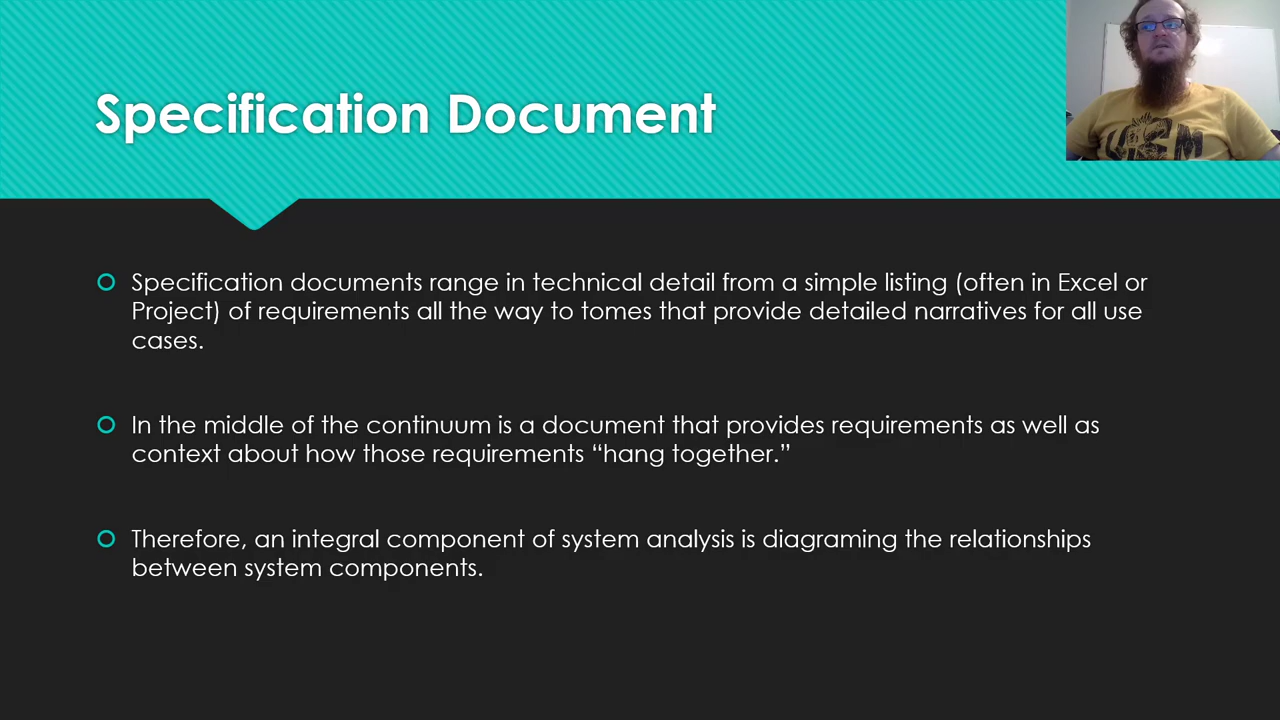 Specification Document
Specification documents range in technical detail from a simple listing (often in Excel or
Project) of requirements all the way to tomes that provide detailed narratives for all use
cases.
In the middle of the continuum is a document that provides requirements as well as
context about how those requirements “hang together.”
Therefore, an integral component of system analysis is diagraming the relationships
between system components.